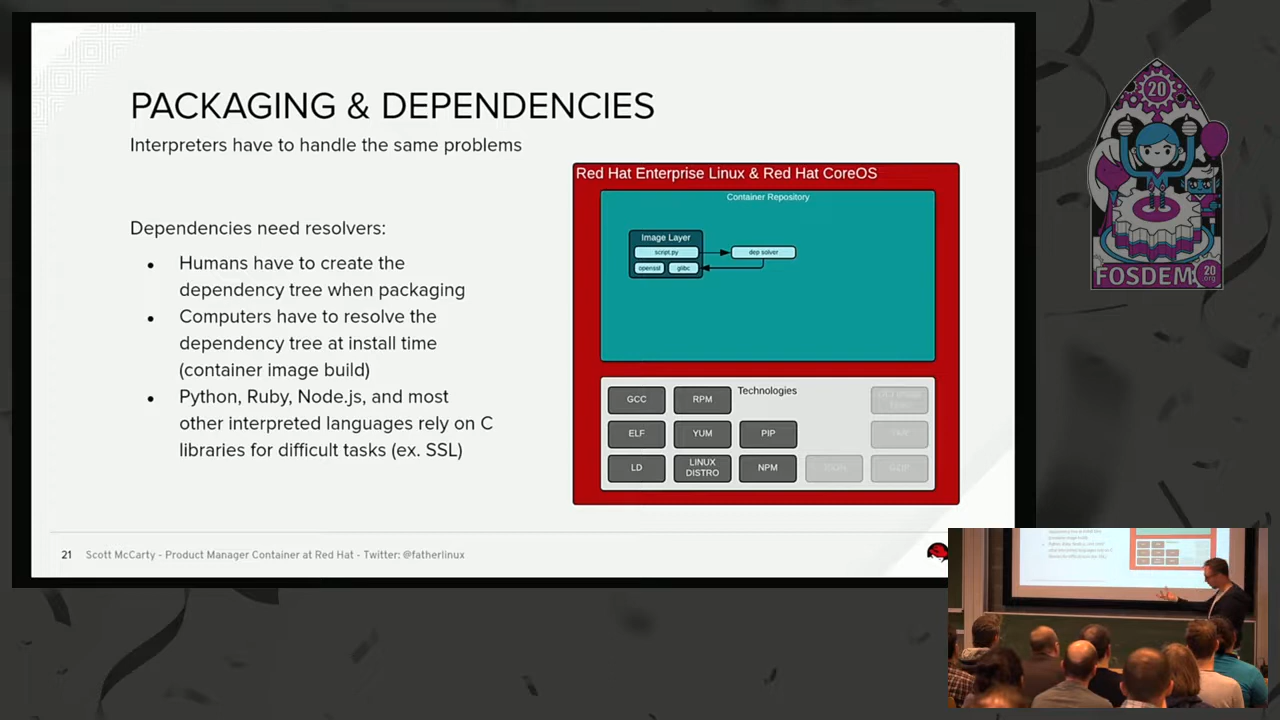 PACKAGING & DEPENDENCIES
Interpreters have to handle the same problems
Dependencies need resolvers:
Humans have to create the
dependency tree when packaging
Computers have to resolve the
dependency tree at install time
(container image build)
Python, Ruby, Node.js, and most
other interpreted languages rely on C
libraries for difficult tasks (ex. SSL)
Red Hat Enterprise Linux & Red Hat CoreOS
Container Repository
Image Layer
script.py
dep solver
openssl
glibc
Technologies
GCC
RPM
ELF
YUM
PIP
TAR
LD
LINUX
DISTRO
NPM
JSON
GZIP
21 Scott McCarty - Product Manager Container at Red Hat - Twitter: @fatherlinux
20
FOSDEM
20
.org